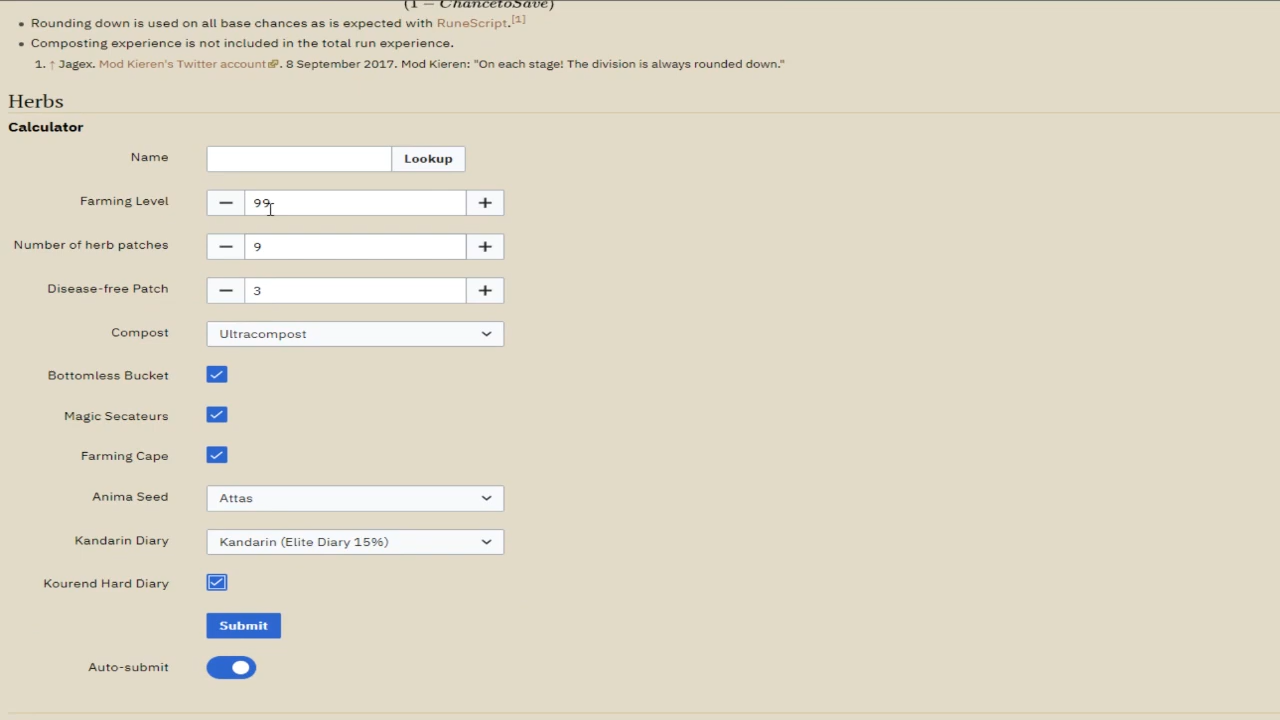 (1 − ChancetoSave)
• Rounding down is used on all base chances as is expected with RuneScript.[1]
• Composting experience is not included in the total run experience.
1. ↑ Jagex. Mod Kieren's Twitter account. 8 September 2017. Mod Kieren: "On each stage! The division is always rounded down."
Herbs
Calculator
Name
Lookup
Farming Level
− 99 +
Number of herb patches
− 9 +
Disease-free Patch
− 3 +
Compost
Ultracompost
Bottomless Bucket
Magic Secateurs
Farming Cape
Anima Seed
Attas
Kandarin Diary
Kandarin (Elite Diary 15%)
Kourend Hard Diary
Submit
Auto-submit